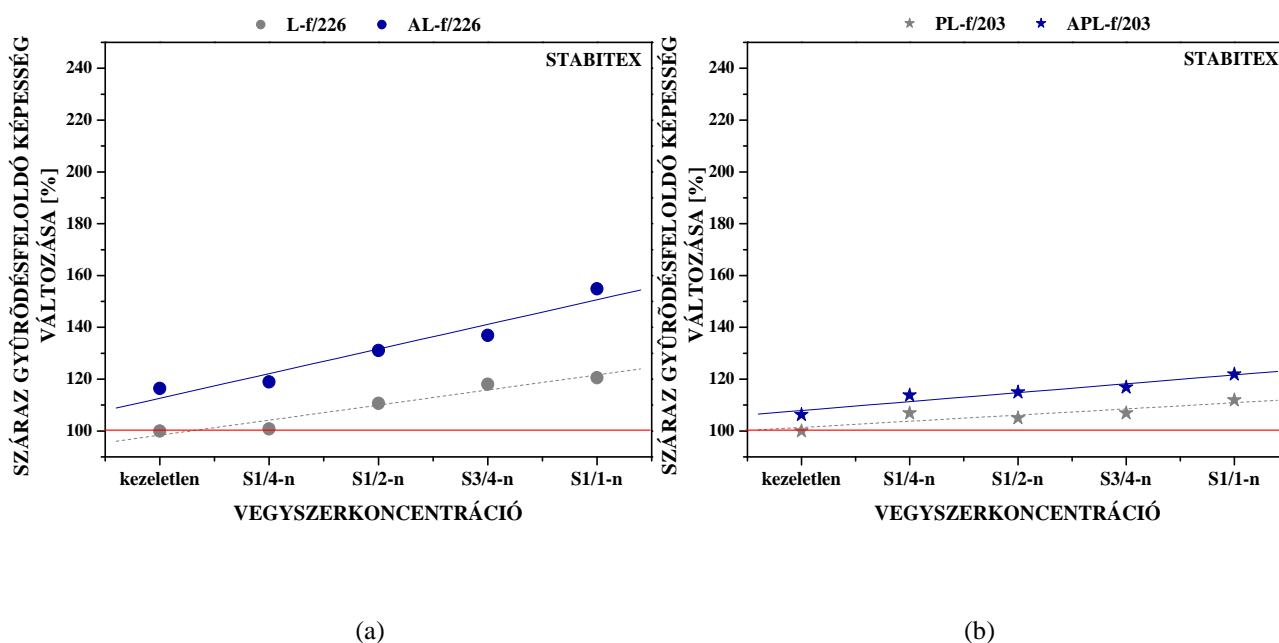 L-f/226 AL-f/226
STABITEX
240
220
200
180
160
140
120
100
SZÁRAZ GYÛRÕDÉSFELOLDÓ KÉPESSÉG
VÁLTOZÁSA [%]
kezeletlen S1/4-n S1/2-n S3/4-n S1/1-n
VEGYSZERKONCENTRÁCIÓ
(a)
PL-f/203 APL-f/203
STABITEX
240
220
200
180
160
140
120
100
SZÁRAZ GYÛRÕDÉSFELOLDÓ KÉPESSÉG
VÁLTOZÁSA [%]
kezeletlen S1/4-n S1/2-n S3/4-n S1/1-n
VEGYSZERKONCENTRÁCIÓ
(b)